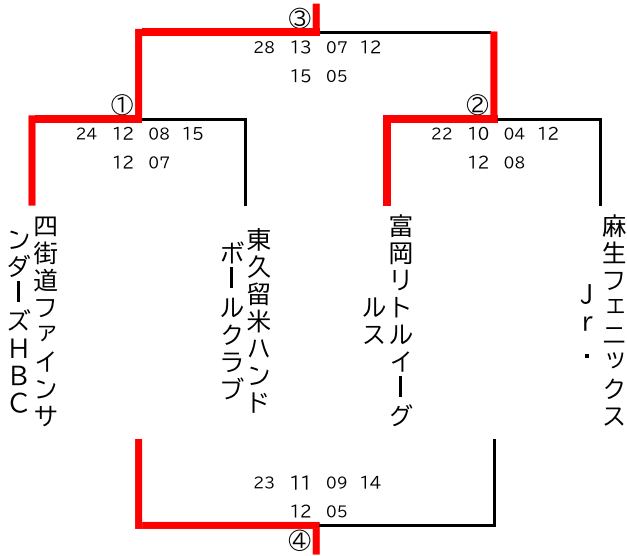 ③
28 13 07 12
15 05
①
24 12 08 15
12 07
②
22 10 04 12
12 08
四街道ファインサ
ンダーズHBC
東久留米ハンド
ボールクラブ
富岡リトルイーグ
ルス
麻生フェニックス
Jr.
23 11 09 14
12 05
④